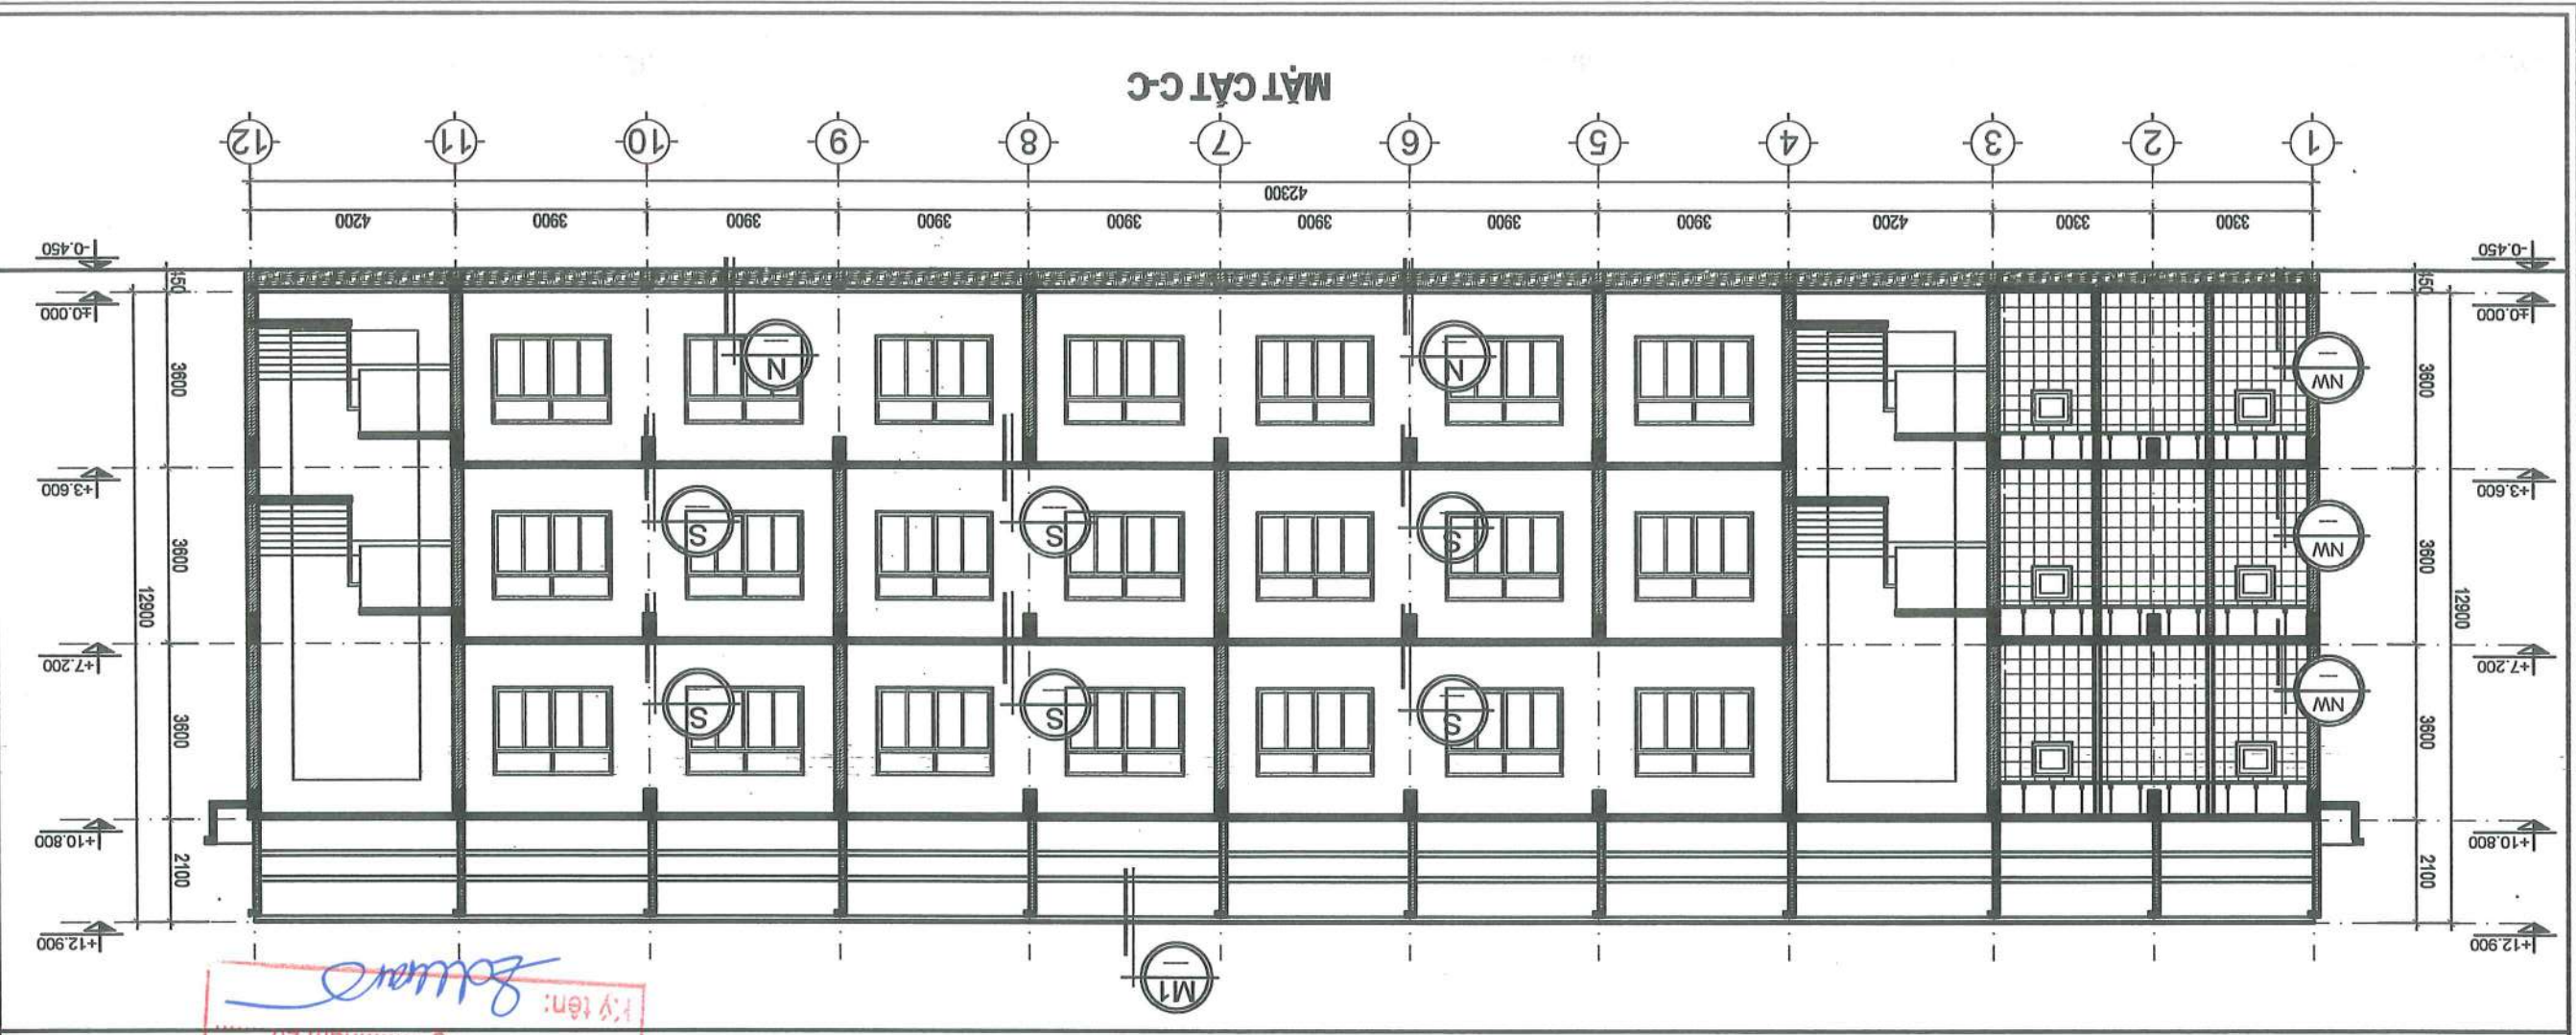 Ký tên:
M1
+12.900
+12.900
2100
2100
+10.800
+10.800
NW
S
S
S
3600
3600
+7.200
+7.200
12900
12900
NW
S
S
S
3600
3600
+3.600
+3.600
NW
N
N
3600
3600
±0.000
±0.000
450
450
-0.450
-0.450
3300 3300 4200 3900 3900 3900 3900 3900 3900 3900 4200
42300
1 2 3 4 5 6 7 8 9 10 11 12
MẶT CẮT C-C